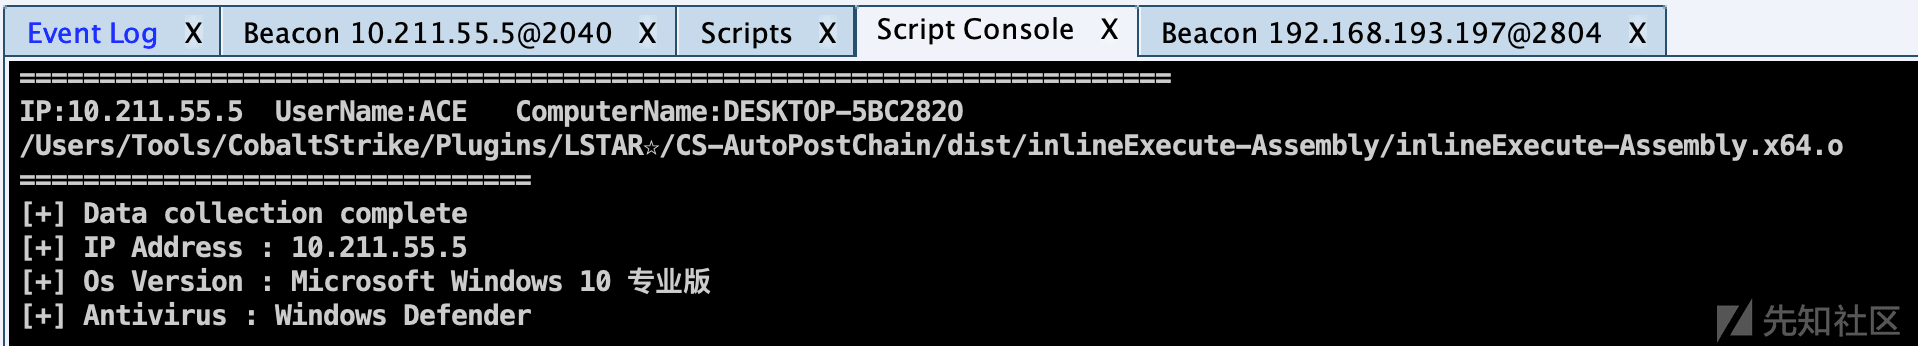 Event Log X Beacon 10.211.55.5@2040 X Scripts X Script Console X Beacon 192.168.193.197@2804 X
========================================================================
IP:10.211.55.5  UserName:ACE   ComputerName:DESKTOP-5BC282O
/Users/Tools/CobaltStrike/Plugins/LSTAR☆/CS-AutoPostChain/dist/inlineExecute-Assembly/inlineExecute-Assembly.x64.o
================================
[+] Data collection complete
[+] IP Address : 10.211.55.5
[+] Os Version : Microsoft Windows 10 专业版
[+] Antivirus : Windows Defender
先知社区